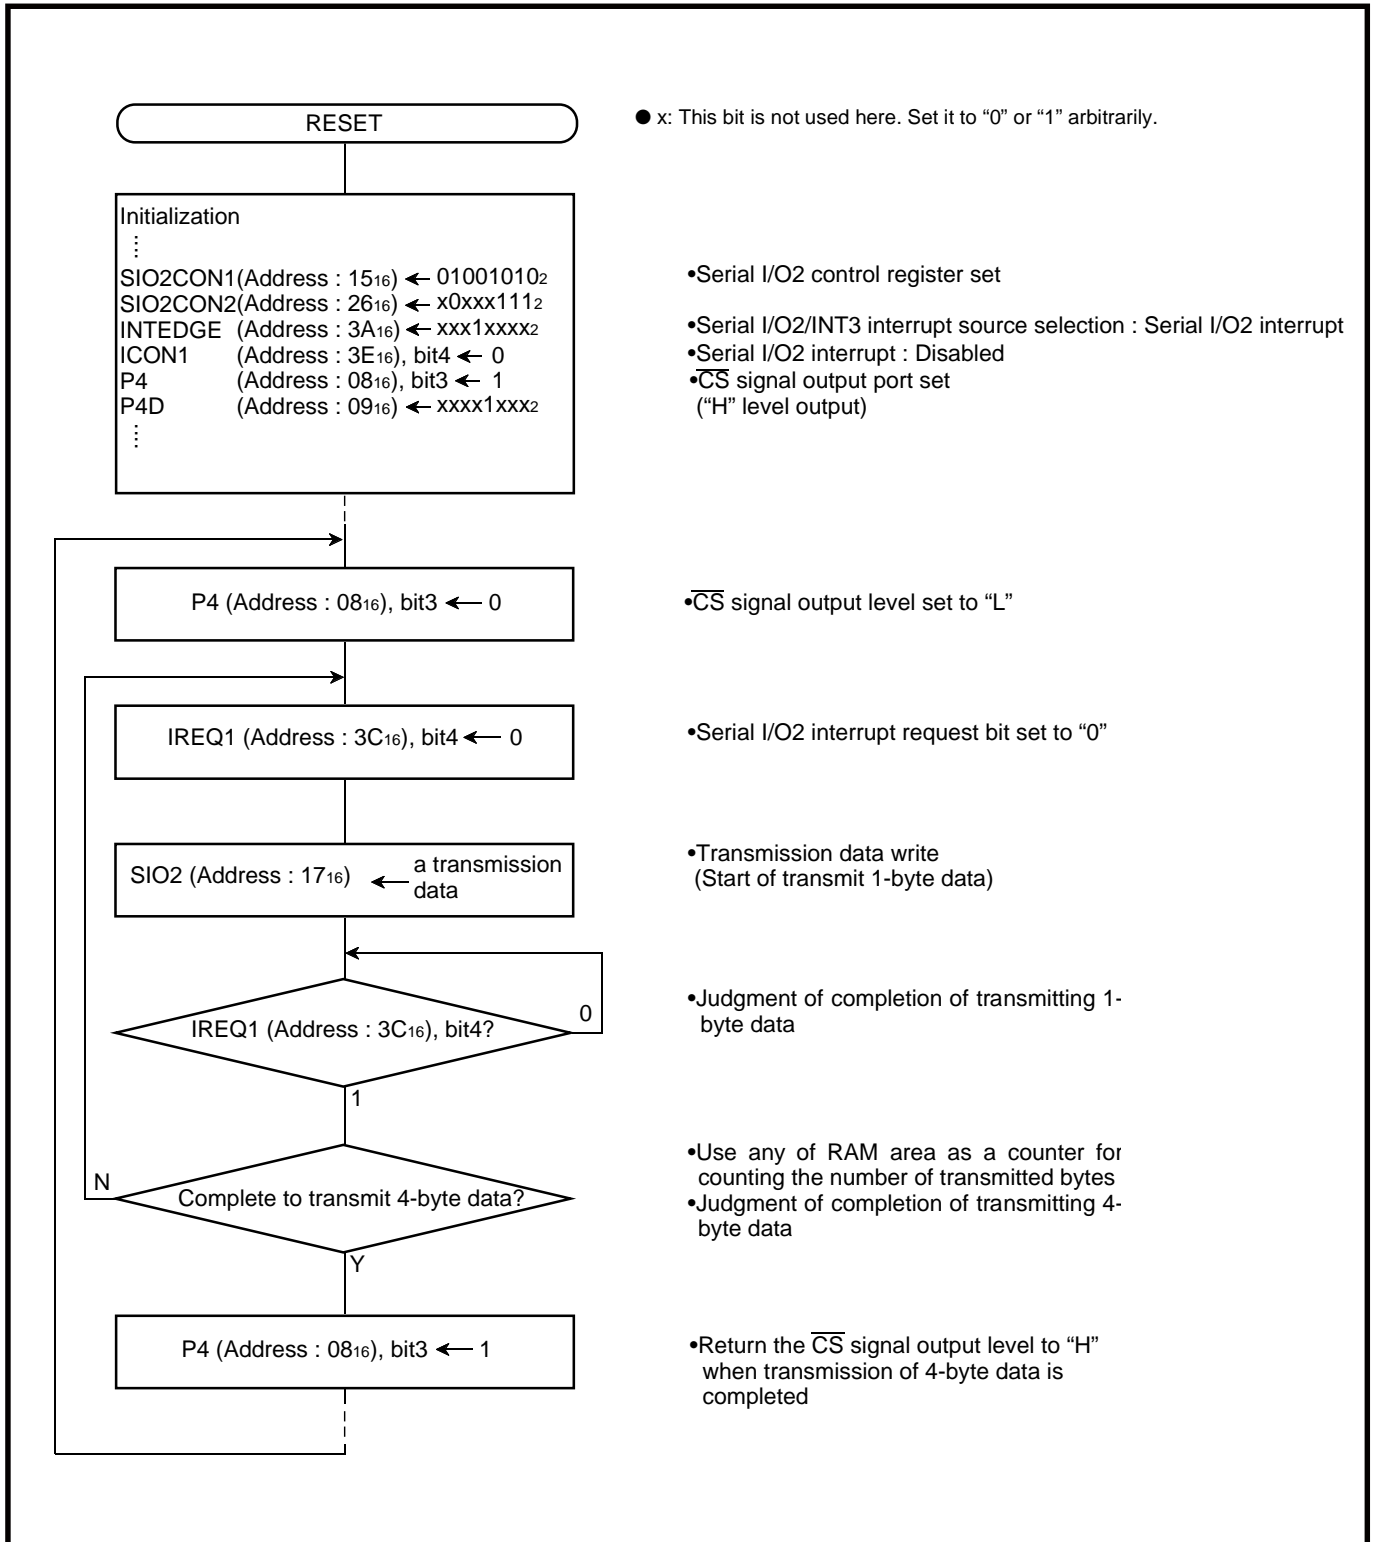 RESET
● x: This bit is not used here. Set it to “0” or “1” arbitrarily.
Initialization
⋮
SIO2CON1(Address : 15₁₆) ← 01001010₂
•Serial I/O2 control register set
SIO2CON2(Address : 26₁₆) ← x0xxx111₂
INTEDGE (Address : 3A₁₆) ← xxx1xxxx₂
•Serial I/O2/INT3 interrupt source selection : Serial I/O2 interrupt
ICON1 (Address : 3E₁₆), bit4 ← 0
•Serial I/O2 interrupt : Disabled
P4 (Address : 08₁₆), bit3 ← 1
•C̅S̅ signal output port set
P4D (Address : 09₁₆) ← xxxx1xxx₂
(“H” level output)
⋮
P4 (Address : 08₁₆), bit3 ← 0
•C̅S̅ signal output level set to “L”
IREQ1 (Address : 3C₁₆), bit4 ← 0
•Serial I/O2 interrupt request bit set to “0”
SIO2 (Address : 17₁₆) ← a transmission
data
•Transmission data write
(Start of transmit 1-byte data)
IREQ1 (Address : 3C₁₆), bit4?
0
1
•Judgment of completion of transmitting 1-
byte data
Complete to transmit 4-byte data?
N
Y
•Use any of RAM area as a counter for
counting the number of transmitted bytes
•Judgment of completion of transmitting 4-
byte data
P4 (Address : 08₁₆), bit3 ← 1
•Return the C̅S̅ signal output level to “H”
when transmission of 4-byte data is
completed